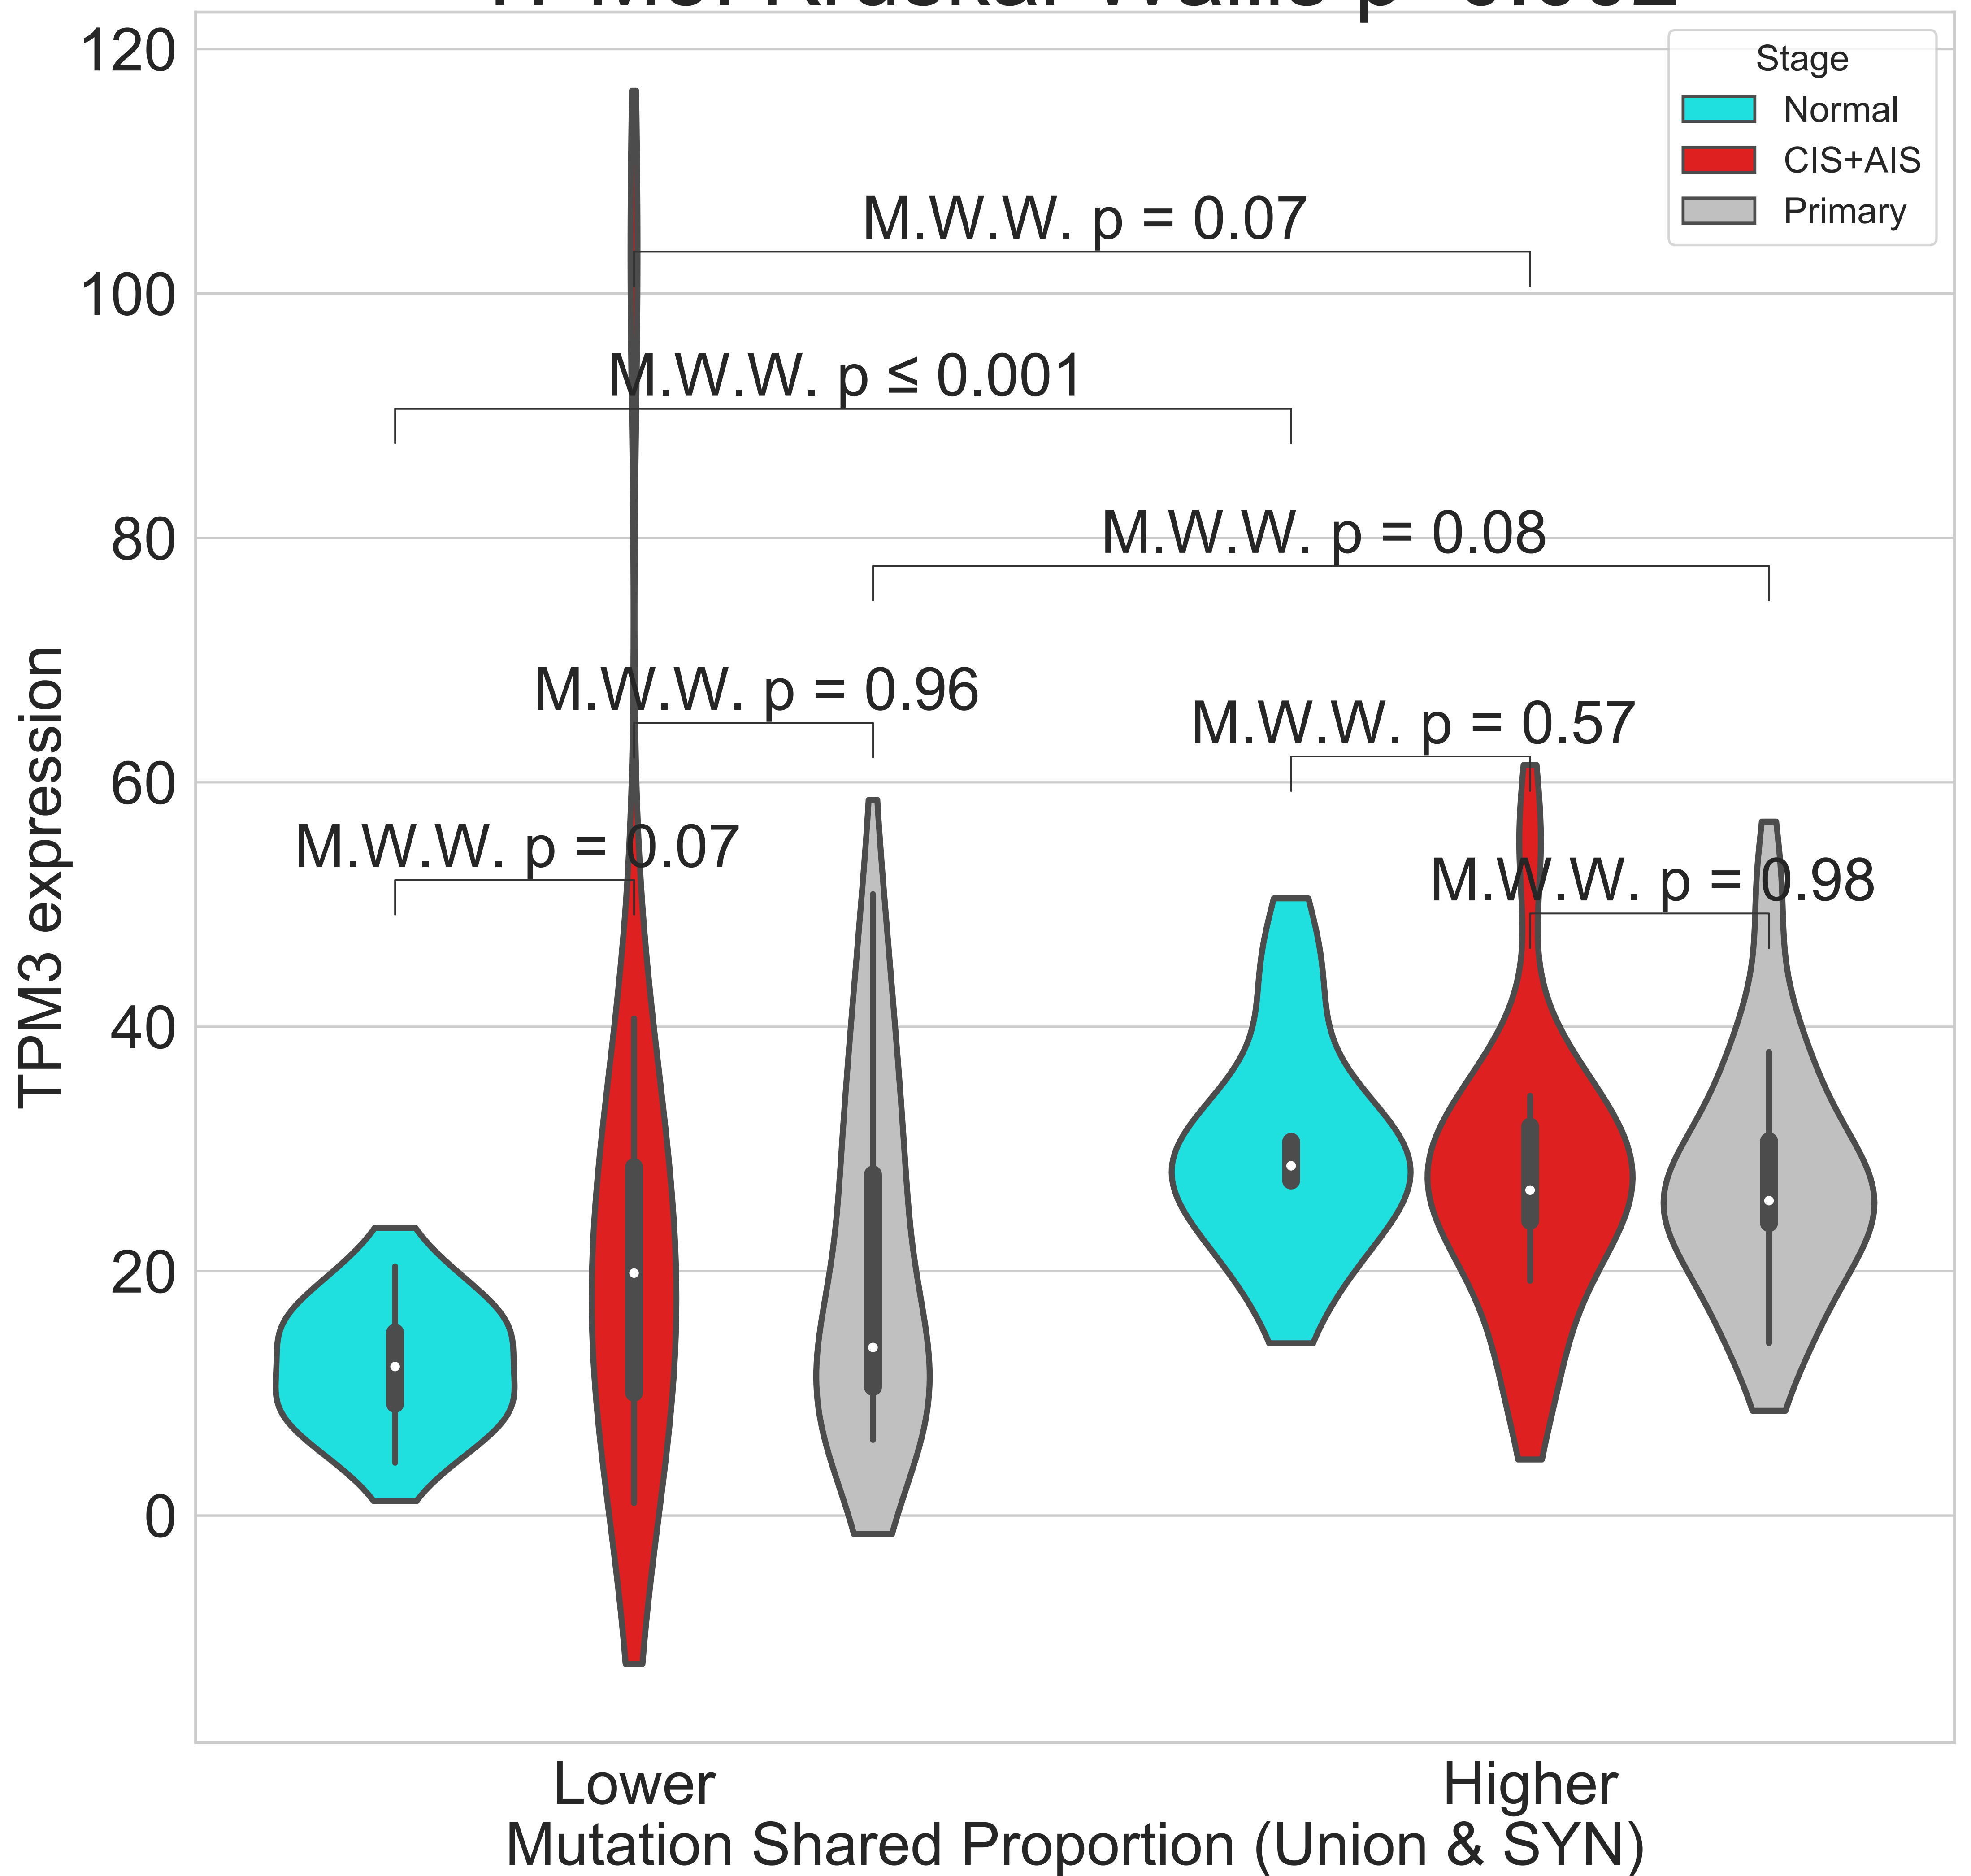 120
Stage
Normal
CIS+AIS
Primary
M.W.W. p = 0.07
100
M.W.W. p ≤ 0.001
M.W.W. p = 0.08
80
M.W.W. p = 0.96
M.W.W. p = 0.57
60
M.W.W. p = 0.07
M.W.W. p = 0.98
40
20
0
TPM3 expression
Lower
Higher
Mutation Shared Proportion (Union & SYN)